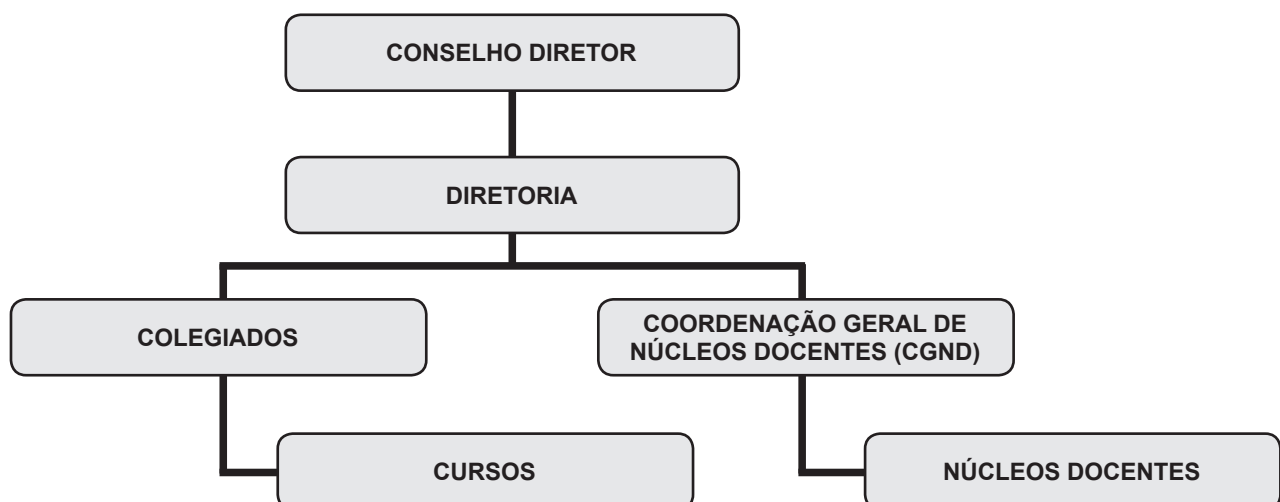 CONSELHO DIRETOR
DIRETORIA
COLEGIADOS
COORDENAÇÃO GERAL DE
NÚCLEOS DOCENTES (CGND)
CURSOS
NÚCLEOS DOCENTES